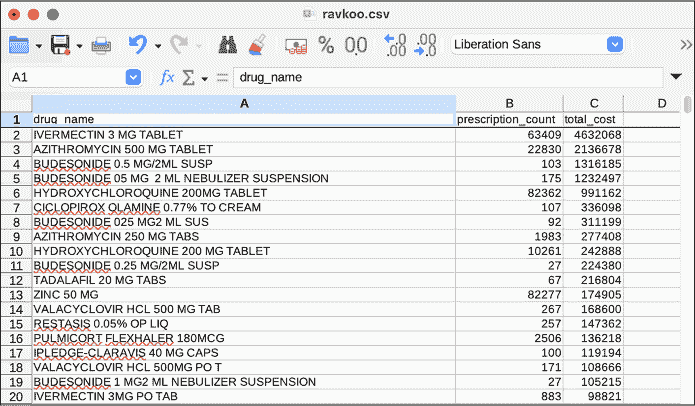 ravkoo.csv
Liberation Sans
A1 fx Σ = drug_name
A B C D
1 drug_name prescription_count total_cost
2 IVERMECTIN 3 MG TABLET 63409 4632068
3 AZITHROMYCIN 500 MG TABLET 22830 2136678
4 BUDESONIDE 0.5 MG/2ML SUSP 103 1316185
5 BUDESONIDE 05 MG 2 ML NEBULIZER SUSPENSION 175 1232497
6 HYDROXYCHLOROQUINE 200MG TABLET 82362 991162
7 CICLOPIROX OLAMINE 0.77% TO CREAM 107 336098
8 BUDESONIDE 025 MG2 ML SUS 92 311199
9 AZITHROMYCIN 250 MG TABS 1983 277408
10 HYDROXYCHLOROQUINE 200 MG TABLET 10261 242888
11 BUDESONIDE 0.25 MG/2ML SUSP 27 224380
12 TADALAFIL 20 MG TABS 67 216804
13 ZINC 50 MG 82277 174905
14 VALACYCLOVIR HCL 500 MG TAB 267 168600
15 RESTASIS 0.05% OP LIQ 257 147362
16 PULMICORT FLEXHALER 180MCG 2506 136218
17 IPLEDGE-CLARAVIS 40 MG CAPS 100 119194
18 VALACYCLOVIR HCL 500MG PO T 171 108666
19 BUDESONIDE 1 MG2 ML NEBULIZER SUSPENSION 27 105215
20 IVERMECTIN 3MG PO TAB 883 98821